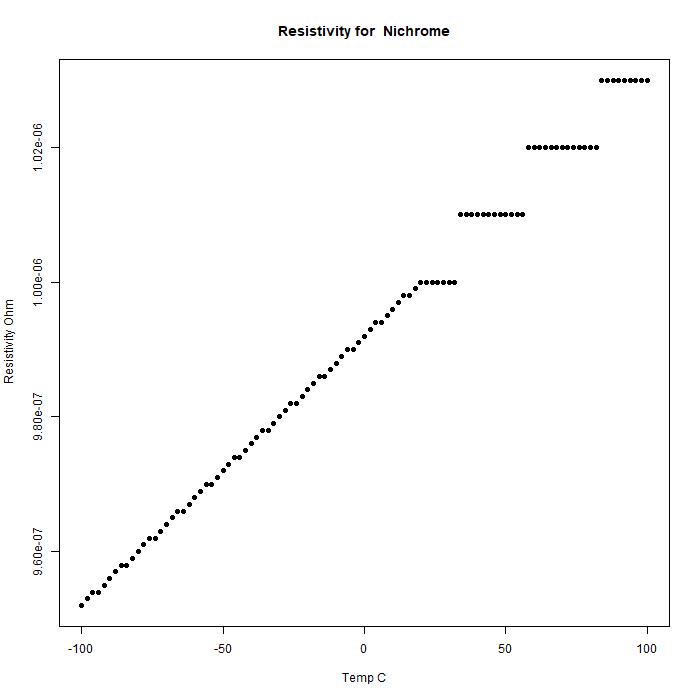 Resistivity for  Nichrome
1.02e-06
1.00e-06
9.80e-07
9.60e-07
Resistivity Ohm
-100
-50
0
50
100
Temp C